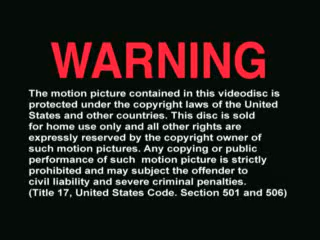 WARNING
The motion picture contained in this videodisc is
protected under the copyright laws of the United
States and other countries. This disc is sold
for home use only and all other rights are
expressly reserved by the copyright owner of
such motion pictures. Any copying or public
performance of such motion picture is strictly
prohibited and may subject the offender to
civil liability and severe criminal penalties.
(Title 17, United States Code. Section 501 and 506)